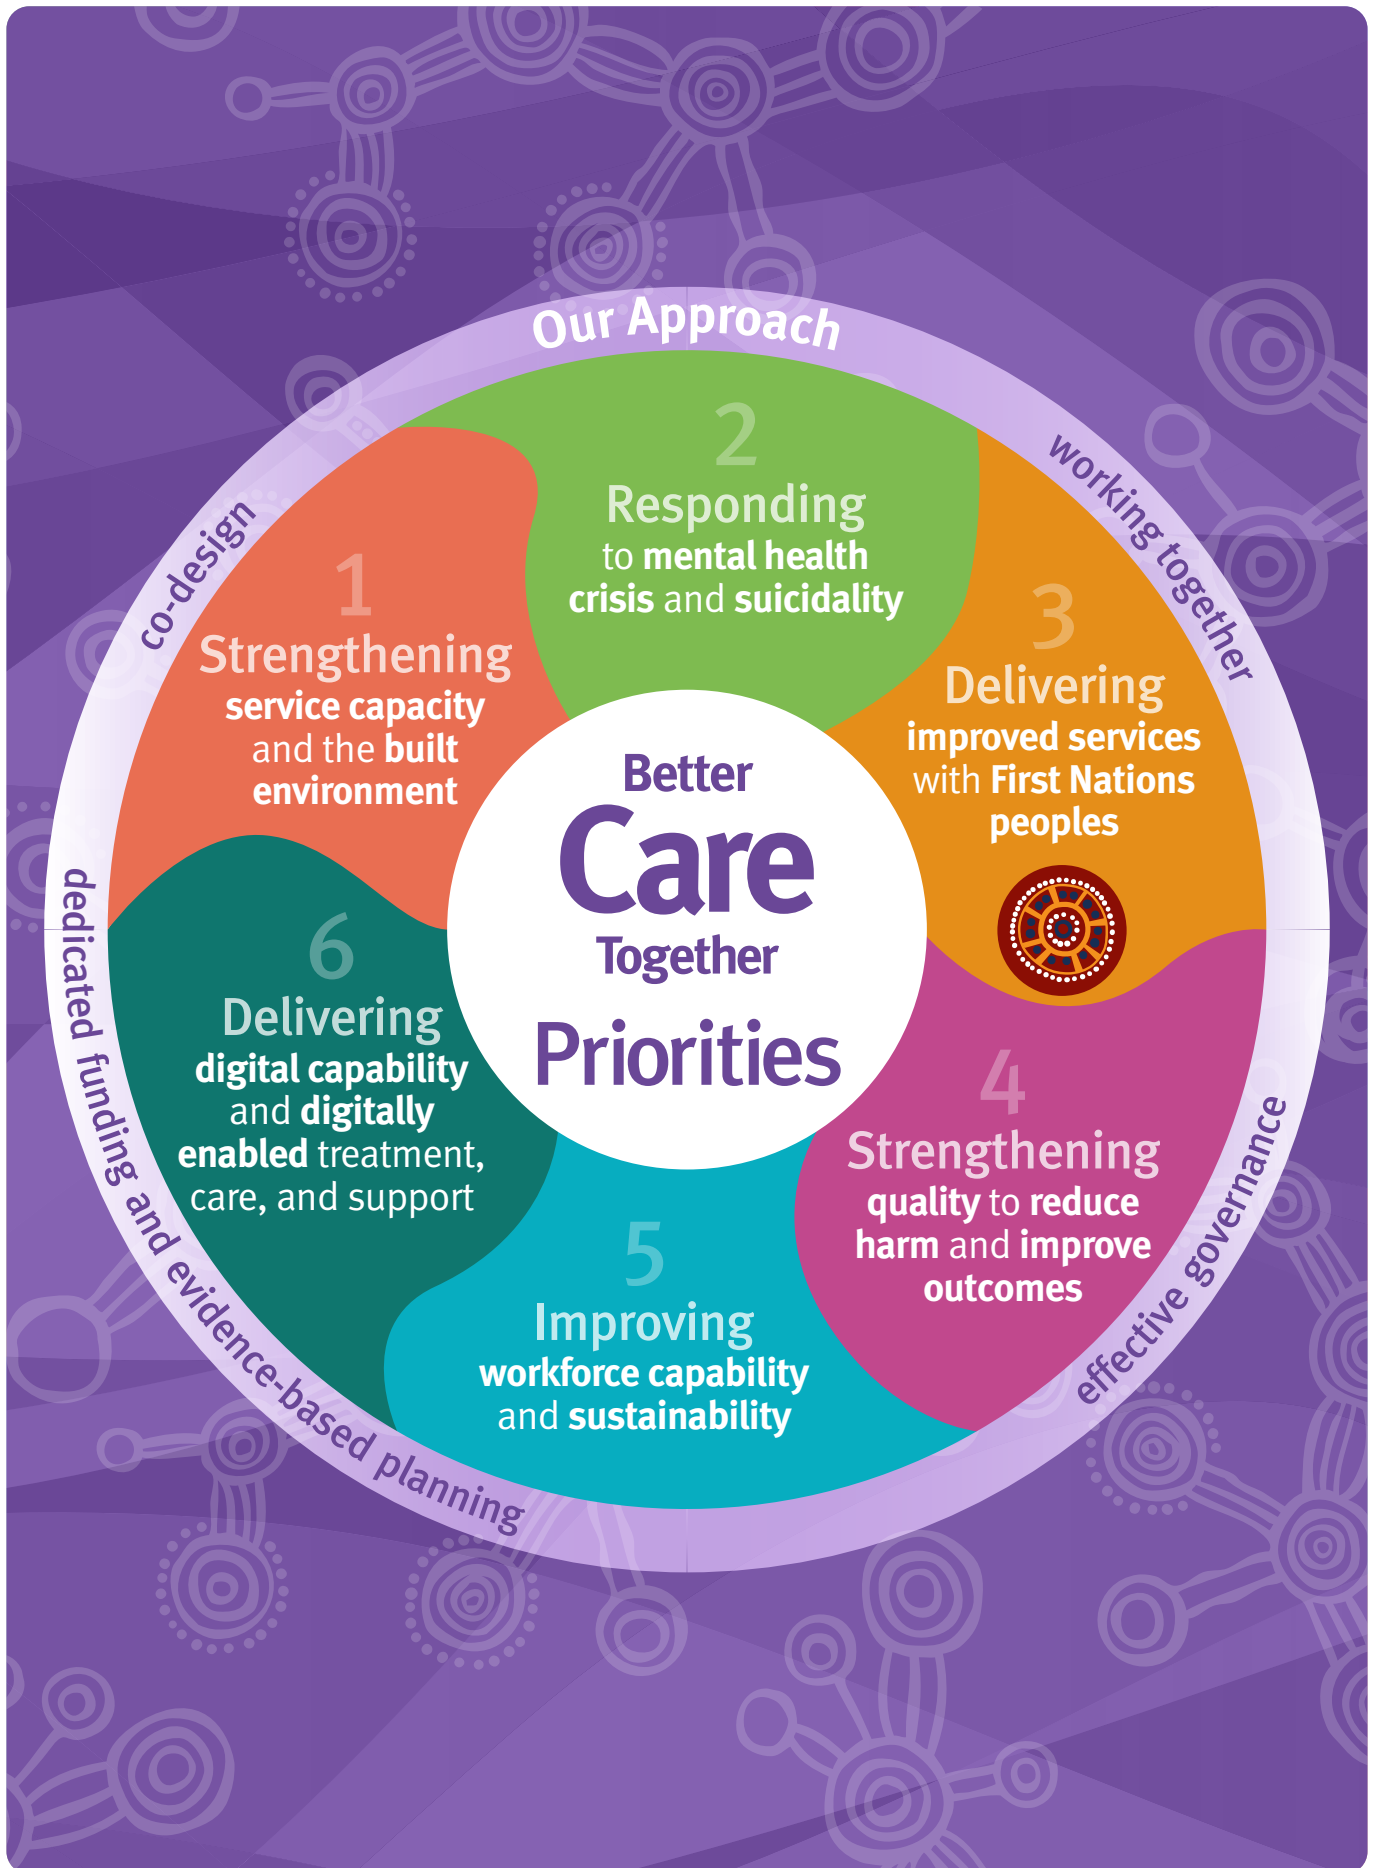 Our Approach
co-design
working together
effective governance
dedicated funding and evidence-based planning
Better
Care
Together
Priorities
1
Strengthening
service capacity
and the built
environment
2
Responding
to mental health
crisis and suicidality
3
Delivering
improved services
with First Nations
peoples
4
Strengthening
quality to reduce
harm and improve
outcomes
5
Improving
workforce capability
and sustainability
6
Delivering
digital capability
and digitally
enabled treatment,
care, and support